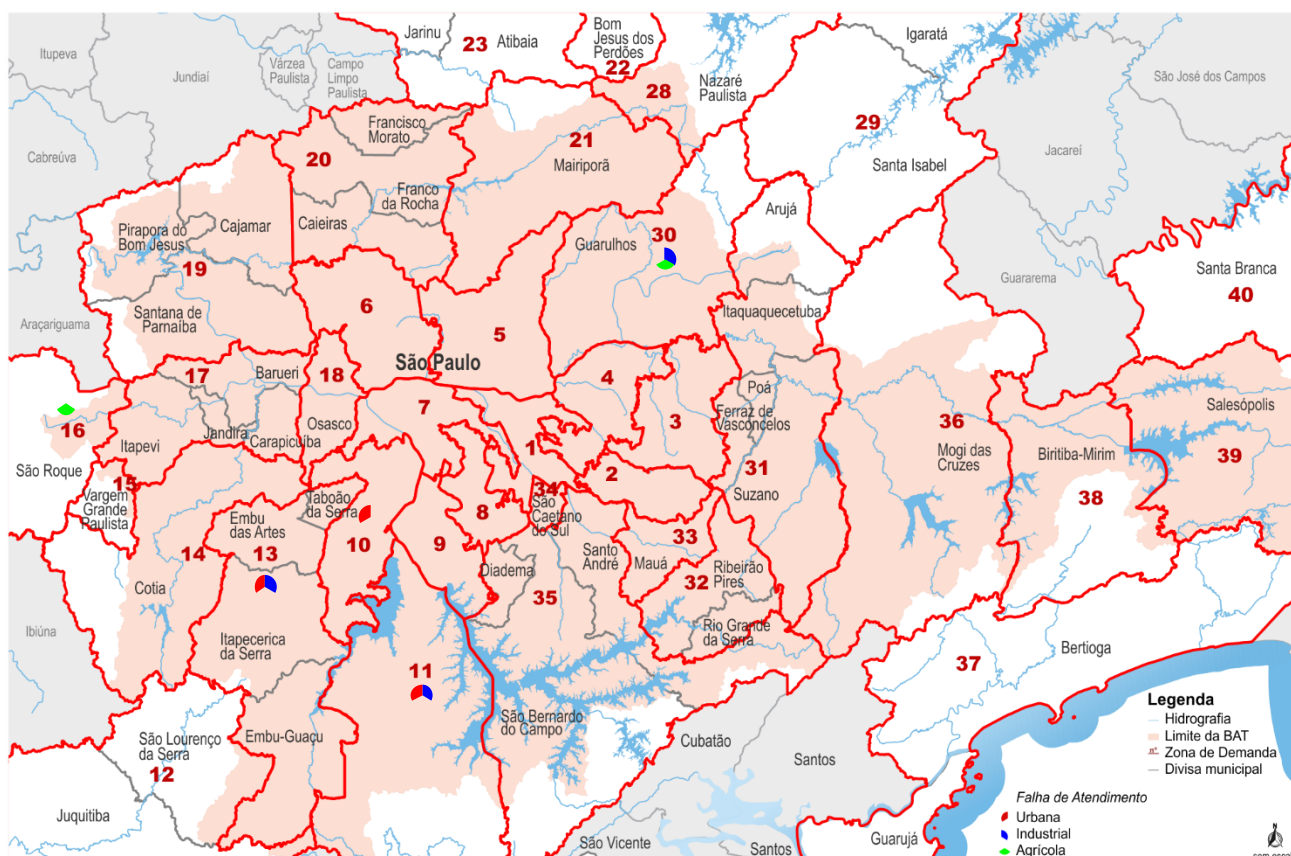 Jarinu
23
Atibaia
Bom
Jesus dos
Perdões
22
Igaratá
Itupeva
Jundiaí
Várzea
Paulista
Campo
Limpo
Paulista
28
Nazaré
Paulista
São José dos Campos
Francisco
Morato
20
21
Mairiporã
29
Santa Isabel
Jacareí
Cabreúva
Franco
da Rocha
Caieiras
Arujá
Pirapora do
Bom Jesus
Cajamar
19
Guarulhos
30
Guararema
Santa Branca
40
Araçariguama
Santana de
Parnaíba
6
5
Itaquaquecetuba
São Paulo
17
Barueri
18
4
Poá
Ferraz de
Vasconcelos
3
36
Mogi das
Cruzes
Salesópolis
39
16
Itapevi
Jandira
Carapicuíba
Osasco
7
1
2
31
Suzano
Biritiba-Mirim
38
São Roque
15
Vargem
Grande
Paulista
Taboão
da Serra
Embu
das Artes
13
14
10
9
8
34
São
Caetano
do Sul
Santo
André
33
Mauá
32
Ribeirão
Pires
Cotia
Diadema
35
Rio Grande
da Serra
Ibiúna
Itapecerica
da Serra
11
37
Bertioga
São Lourenço
da Serra
12
Embu-Guaçu
São Bernardo
do Campo
Cubatão
Santos
Juquitiba
São Vicente
Santos
Guarujá
Legenda
Hidrografia
Limite da BAT
nº Zona de Demanda
Divisa municipal
Falha de Atendimento
Urbana
Industrial
Agrícola
N